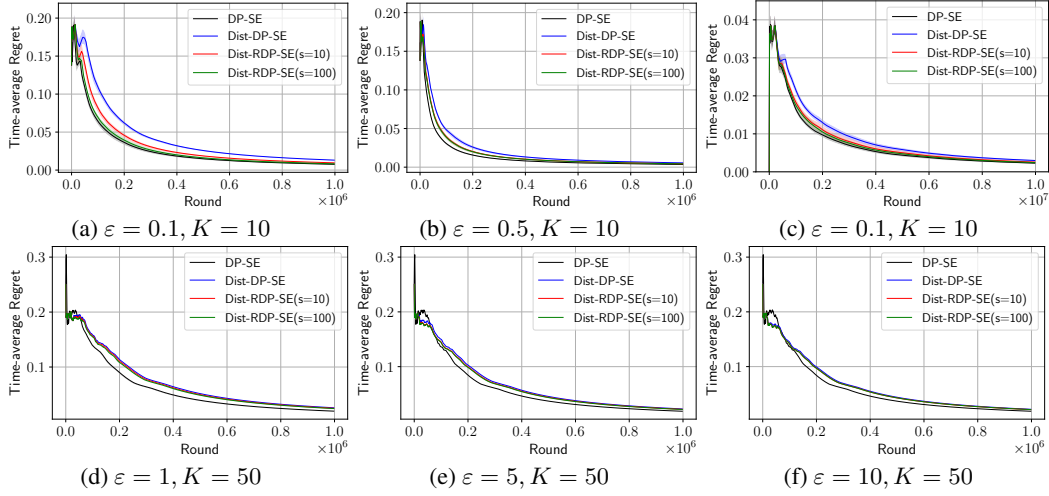 0.20
0.15
0.10
0.05
0.00
Time-average Regret
DP-SE
Dist-DP-SE
Dist-RDP-SE(s=10)
Dist-RDP-SE(s=100)
0.0 0.2 0.4 0.6 0.8 1.0
Round
×10⁶
(a) ε = 0.1, K = 10
0.20
0.15
0.10
0.05
0.00
Time-average Regret
DP-SE
Dist-DP-SE
Dist-RDP-SE(s=10)
Dist-RDP-SE(s=100)
0.0 0.2 0.4 0.6 0.8 1.0
Round
×10⁶
(b) ε = 0.5, K = 10
0.04
0.03
0.02
0.01
0.00
Time-average Regret
DP-SE
Dist-DP-SE
Dist-RDP-SE(s=10)
Dist-RDP-SE(s=100)
0.0 0.2 0.4 0.6 0.8 1.0
Round
×10⁷
(c) ε = 0.1, K = 10
0.3
0.2
0.1
Time-average Regret
DP-SE
Dist-DP-SE
Dist-RDP-SE(s=10)
Dist-RDP-SE(s=100)
0.0 0.2 0.4 0.6 0.8 1.0
Round
×10⁶
(d) ε = 1, K = 50
0.3
0.2
0.1
Time-average Regret
DP-SE
Dist-DP-SE
Dist-RDP-SE(s=10)
Dist-RDP-SE(s=100)
0.0 0.2 0.4 0.6 0.8 1.0
Round
×10⁶
(e) ε = 5, K = 50
0.3
0.2
0.1
Time-average Regret
DP-SE
Dist-DP-SE
Dist-RDP-SE(s=10)
Dist-RDP-SE(s=100)
0.0 0.2 0.4 0.6 0.8 1.0
Round
×10⁶
(f) ε = 10, K = 50